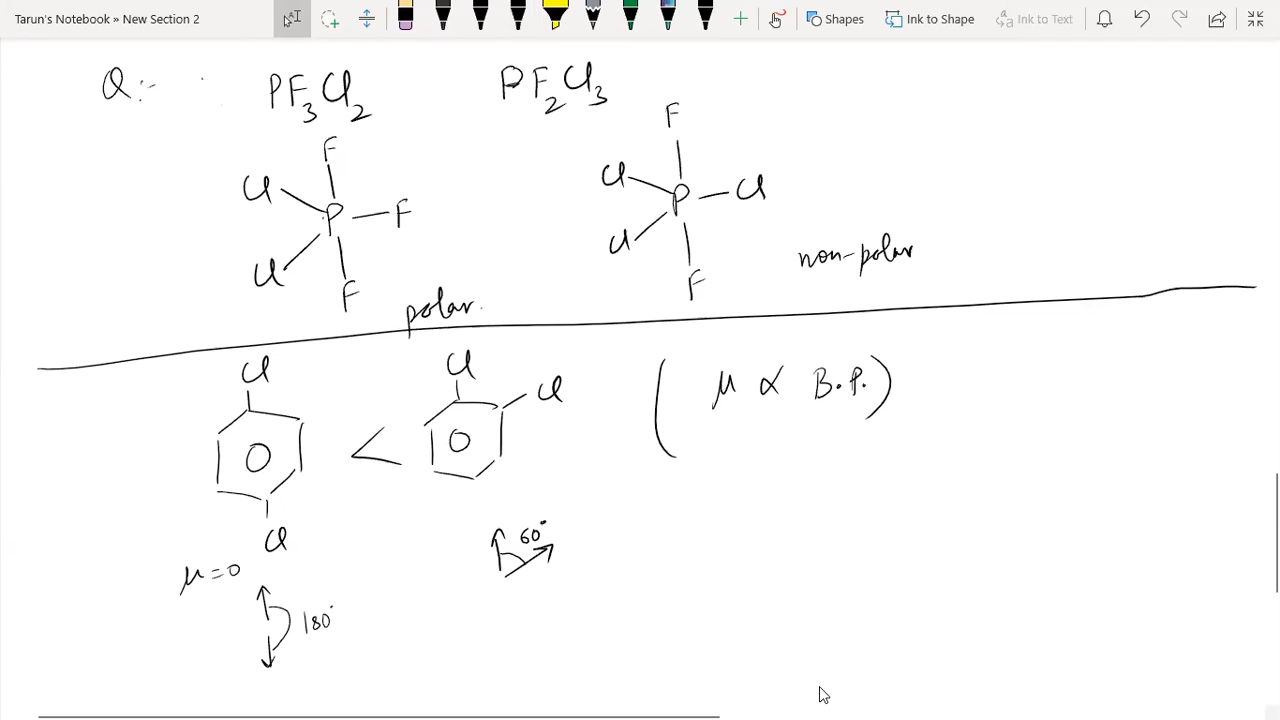 Tarun's Notebook » New Section 2
Shapes
Ink to Shape
Ink to Text
Q:-
PF3Cl2
PF2Cl3
F
Cl
P
F
Cl
F
polar.
F
Cl
P
Cl
Cl
F
non-polar
Cl
Cl
μ=0
180°
<
Cl
Cl
60°
(μ ∝ B.P.)